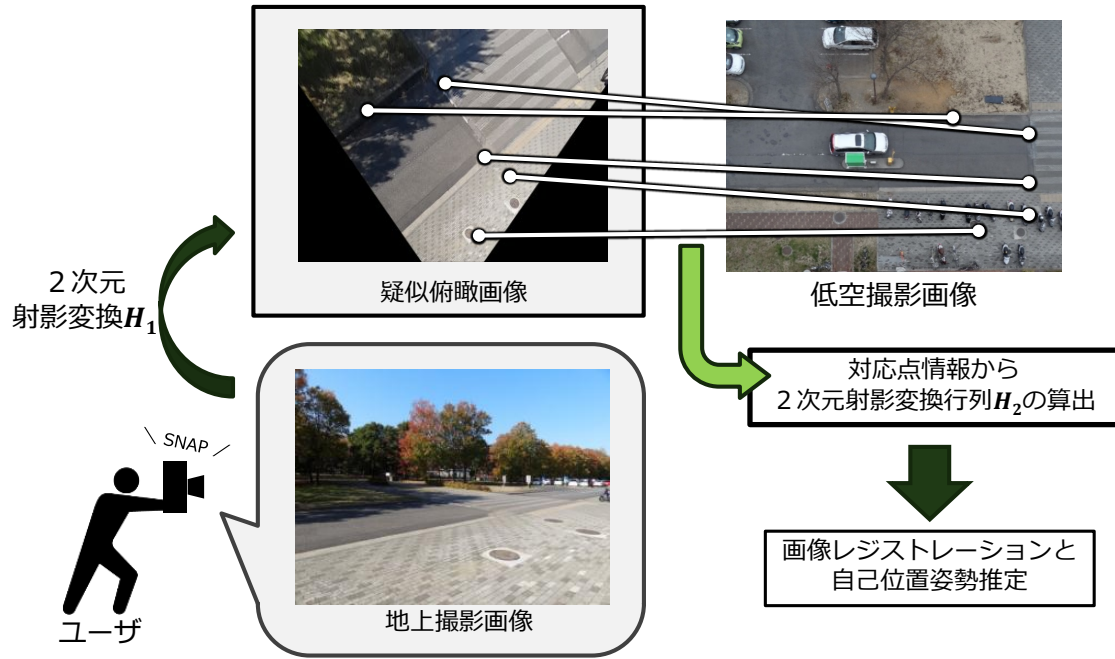 疑似俯瞰画像
低空撮影画像
２次元
射影変換H₁
対応点情報から
２次元射影変換行列H₂の算出
\ SNAP /
地上撮影画像
ユーザ
画像レジストレーションと
自己位置姿勢推定